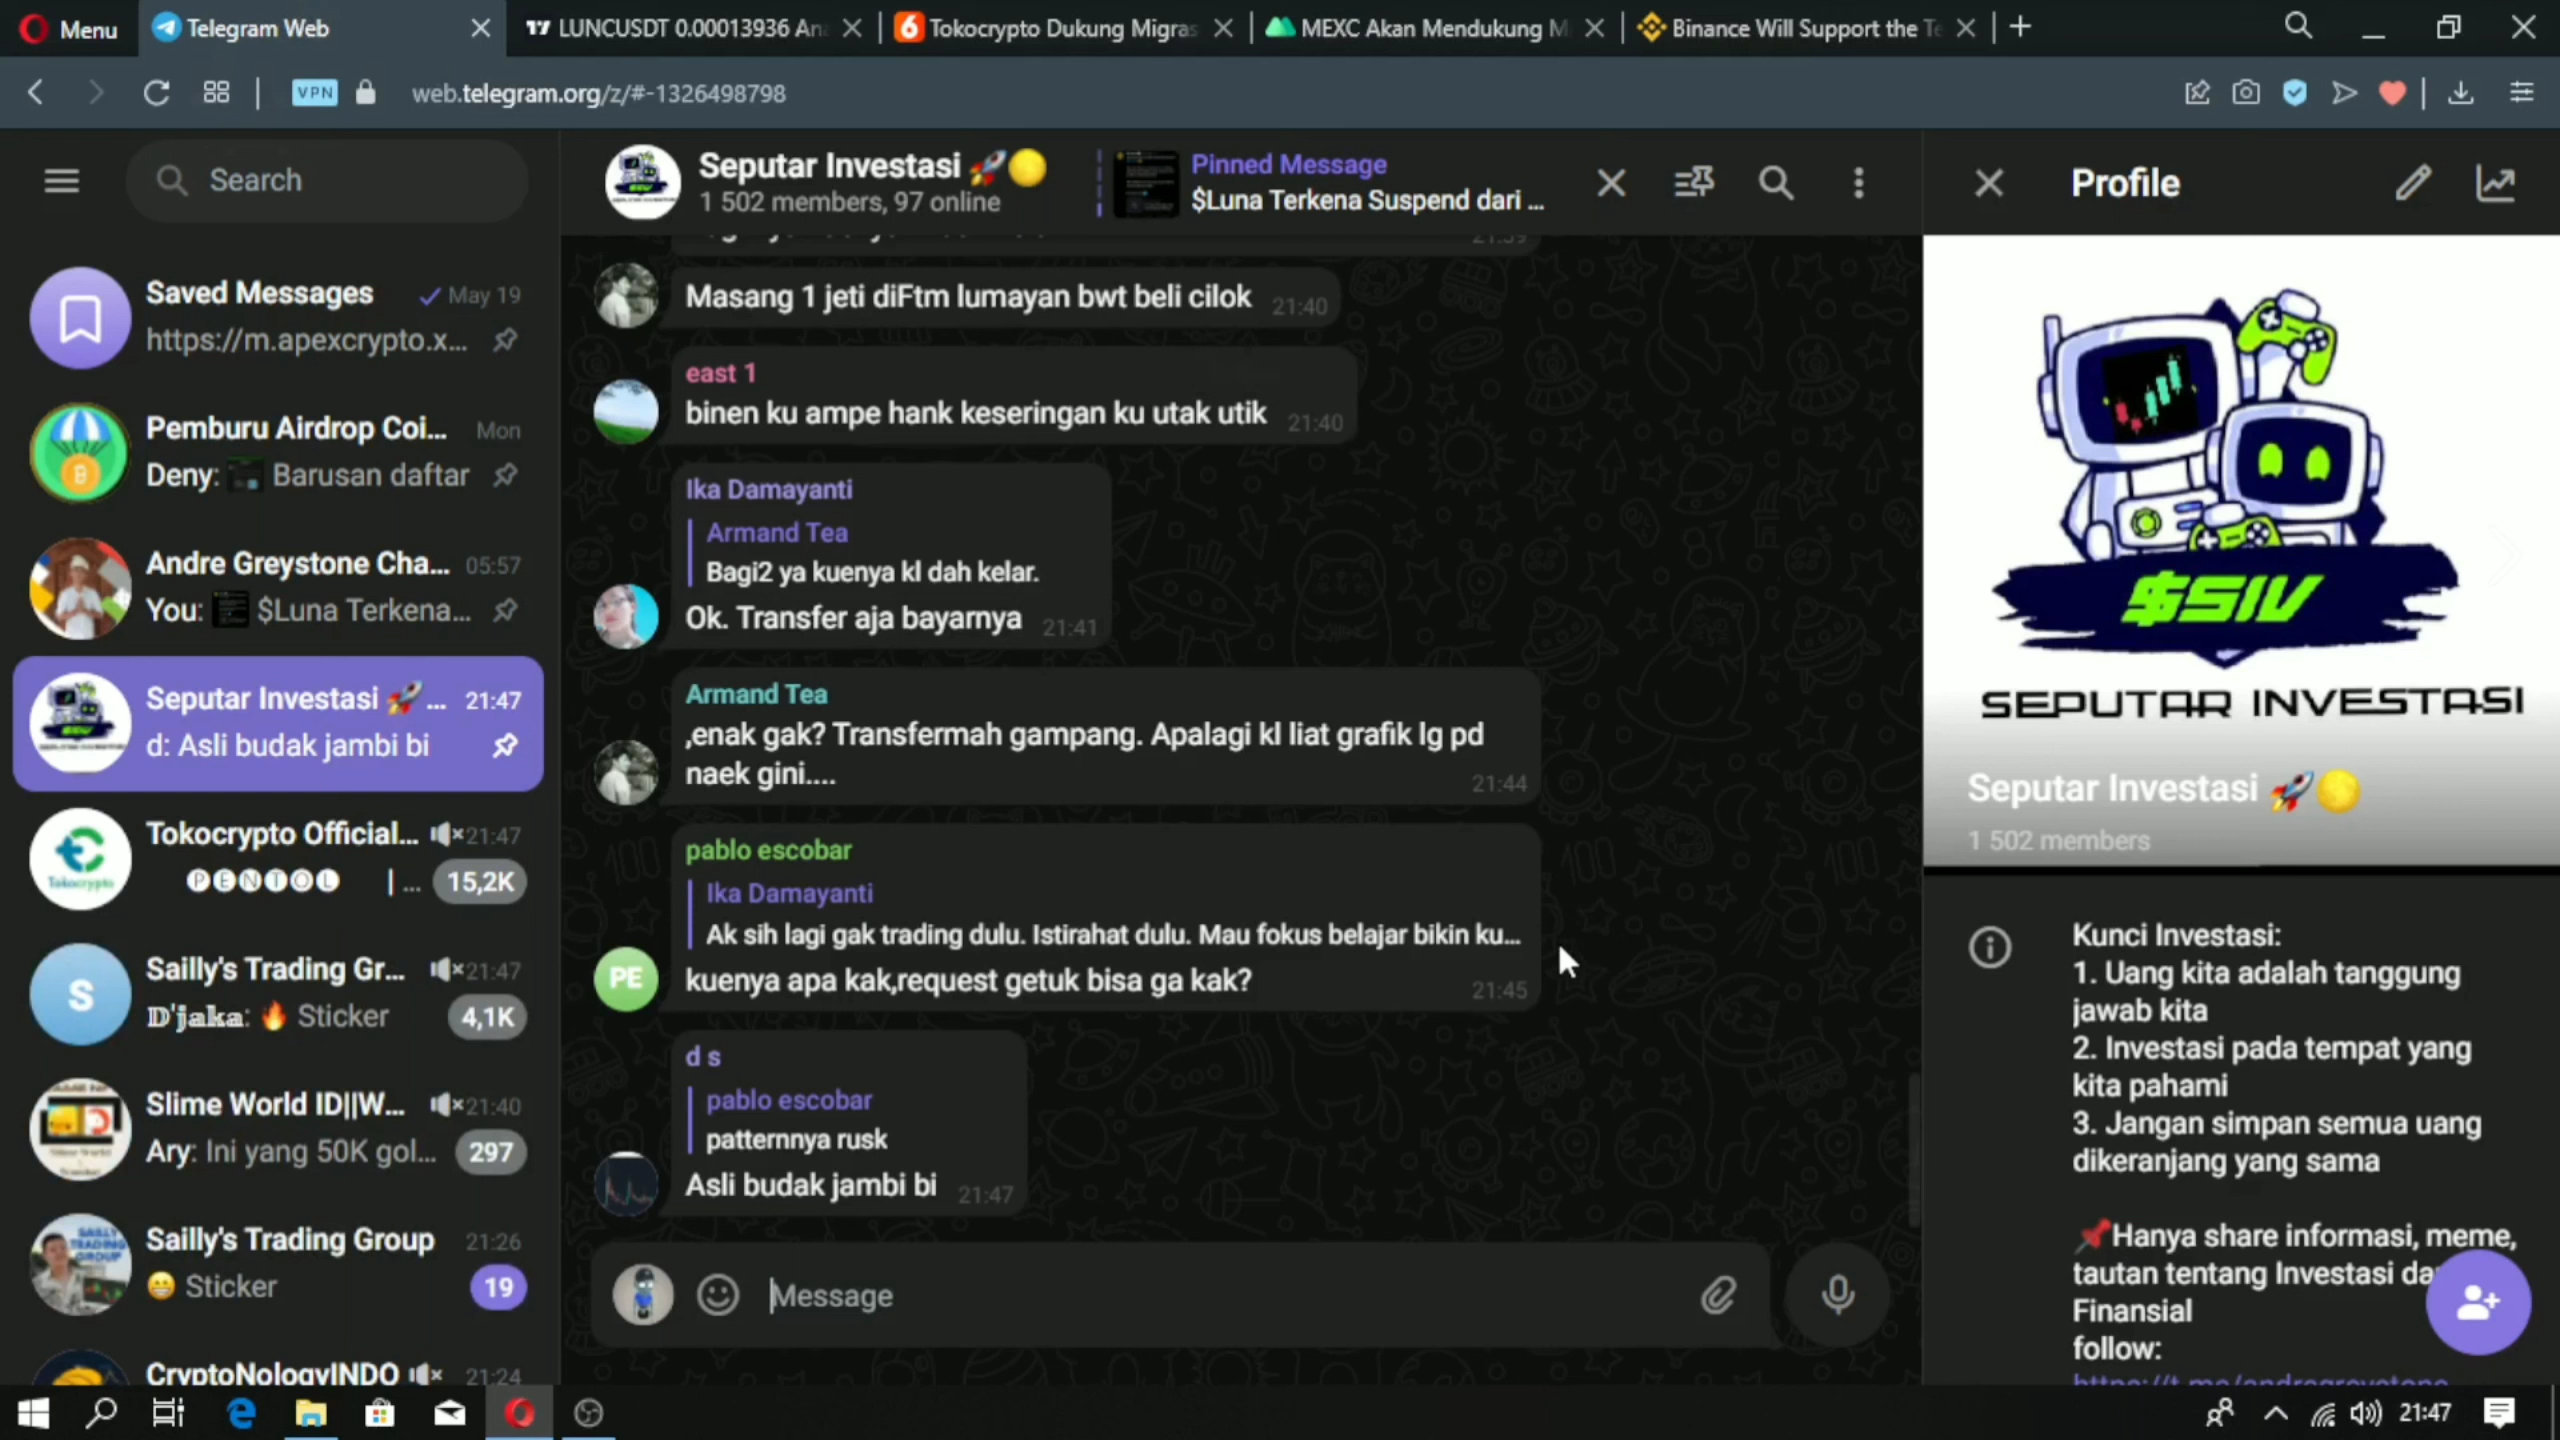 Menu
Telegram Web
LUNCUSDT 0.00013936 An
Tokocrypto Dukung Migras
MEXC Akan Mendukung M
Binance Will Support the Te
VPN
web.telegram.org/z/#-1326498798
Search
Saved Messages
May 19
https://m.apexcrypto.x...
Pemburu Airdrop Coi...
Mon
Deny: Barusan daftar
Andre Greystone Cha...
05:57
You: $Luna Terkena...
Seputar Investasi 🚀...
21:47
d: Asli budak jambi bi
Tokocrypto Official...
21:47
Tokocrypto
🅟🅔🅝🅣🅞🅛 | ...
15,2K
S
Sailly's Trading Gr...
21:47
𝔻'𝕛𝕒𝕜𝕒: 🔥 Sticker
4,1K
Slime World ID||W...
21:40
Ary: Ini yang 50K gol...
297
Sailly's Trading Group
21:26
😁 Sticker
19
CryptoNologyINDO
21:24
Seputar Investasi 🚀🌕
1 502 members, 97 online
Pinned Message
$Luna Terkena Suspend dari ...
21:39
Masang 1 jeti diFtm lumayan bwt beli cilok
21:40
east 1
binen ku ampe hank keseringan ku utak utik
21:40
Ika Damayanti
Armand Tea
Bagi2 ya kuenya kl dah kelar.
Ok. Transfer aja bayarnya
21:41
Armand Tea
,enak gak? Transfermah gampang. Apalagi kl liat grafik lg pd
naek gini....
21:44
pablo escobar
Ika Damayanti
Ak sih lagi gak trading dulu. Istirahat dulu. Mau fokus belajar bikin ku...
PE
kuenya apa kak,request getuk bisa ga kak?
21:45
d s
pablo escobar
patternnya rusk
Asli budak jambi bi
21:47
Message
Profile
$SIV
SEPUTAR INVESTASI
Seputar Investasi 🚀🌕
1 502 members
Kunci Investasi:
1. Uang kita adalah tanggung
jawab kita
2. Investasi pada tempat yang
kita pahami
3. Jangan simpan semua uang
dikeranjang yang sama
📌Hanya share informasi, meme,
tautan tentang Investasi da
Finansial
follow:
https://t.me/andregreystone
21:47